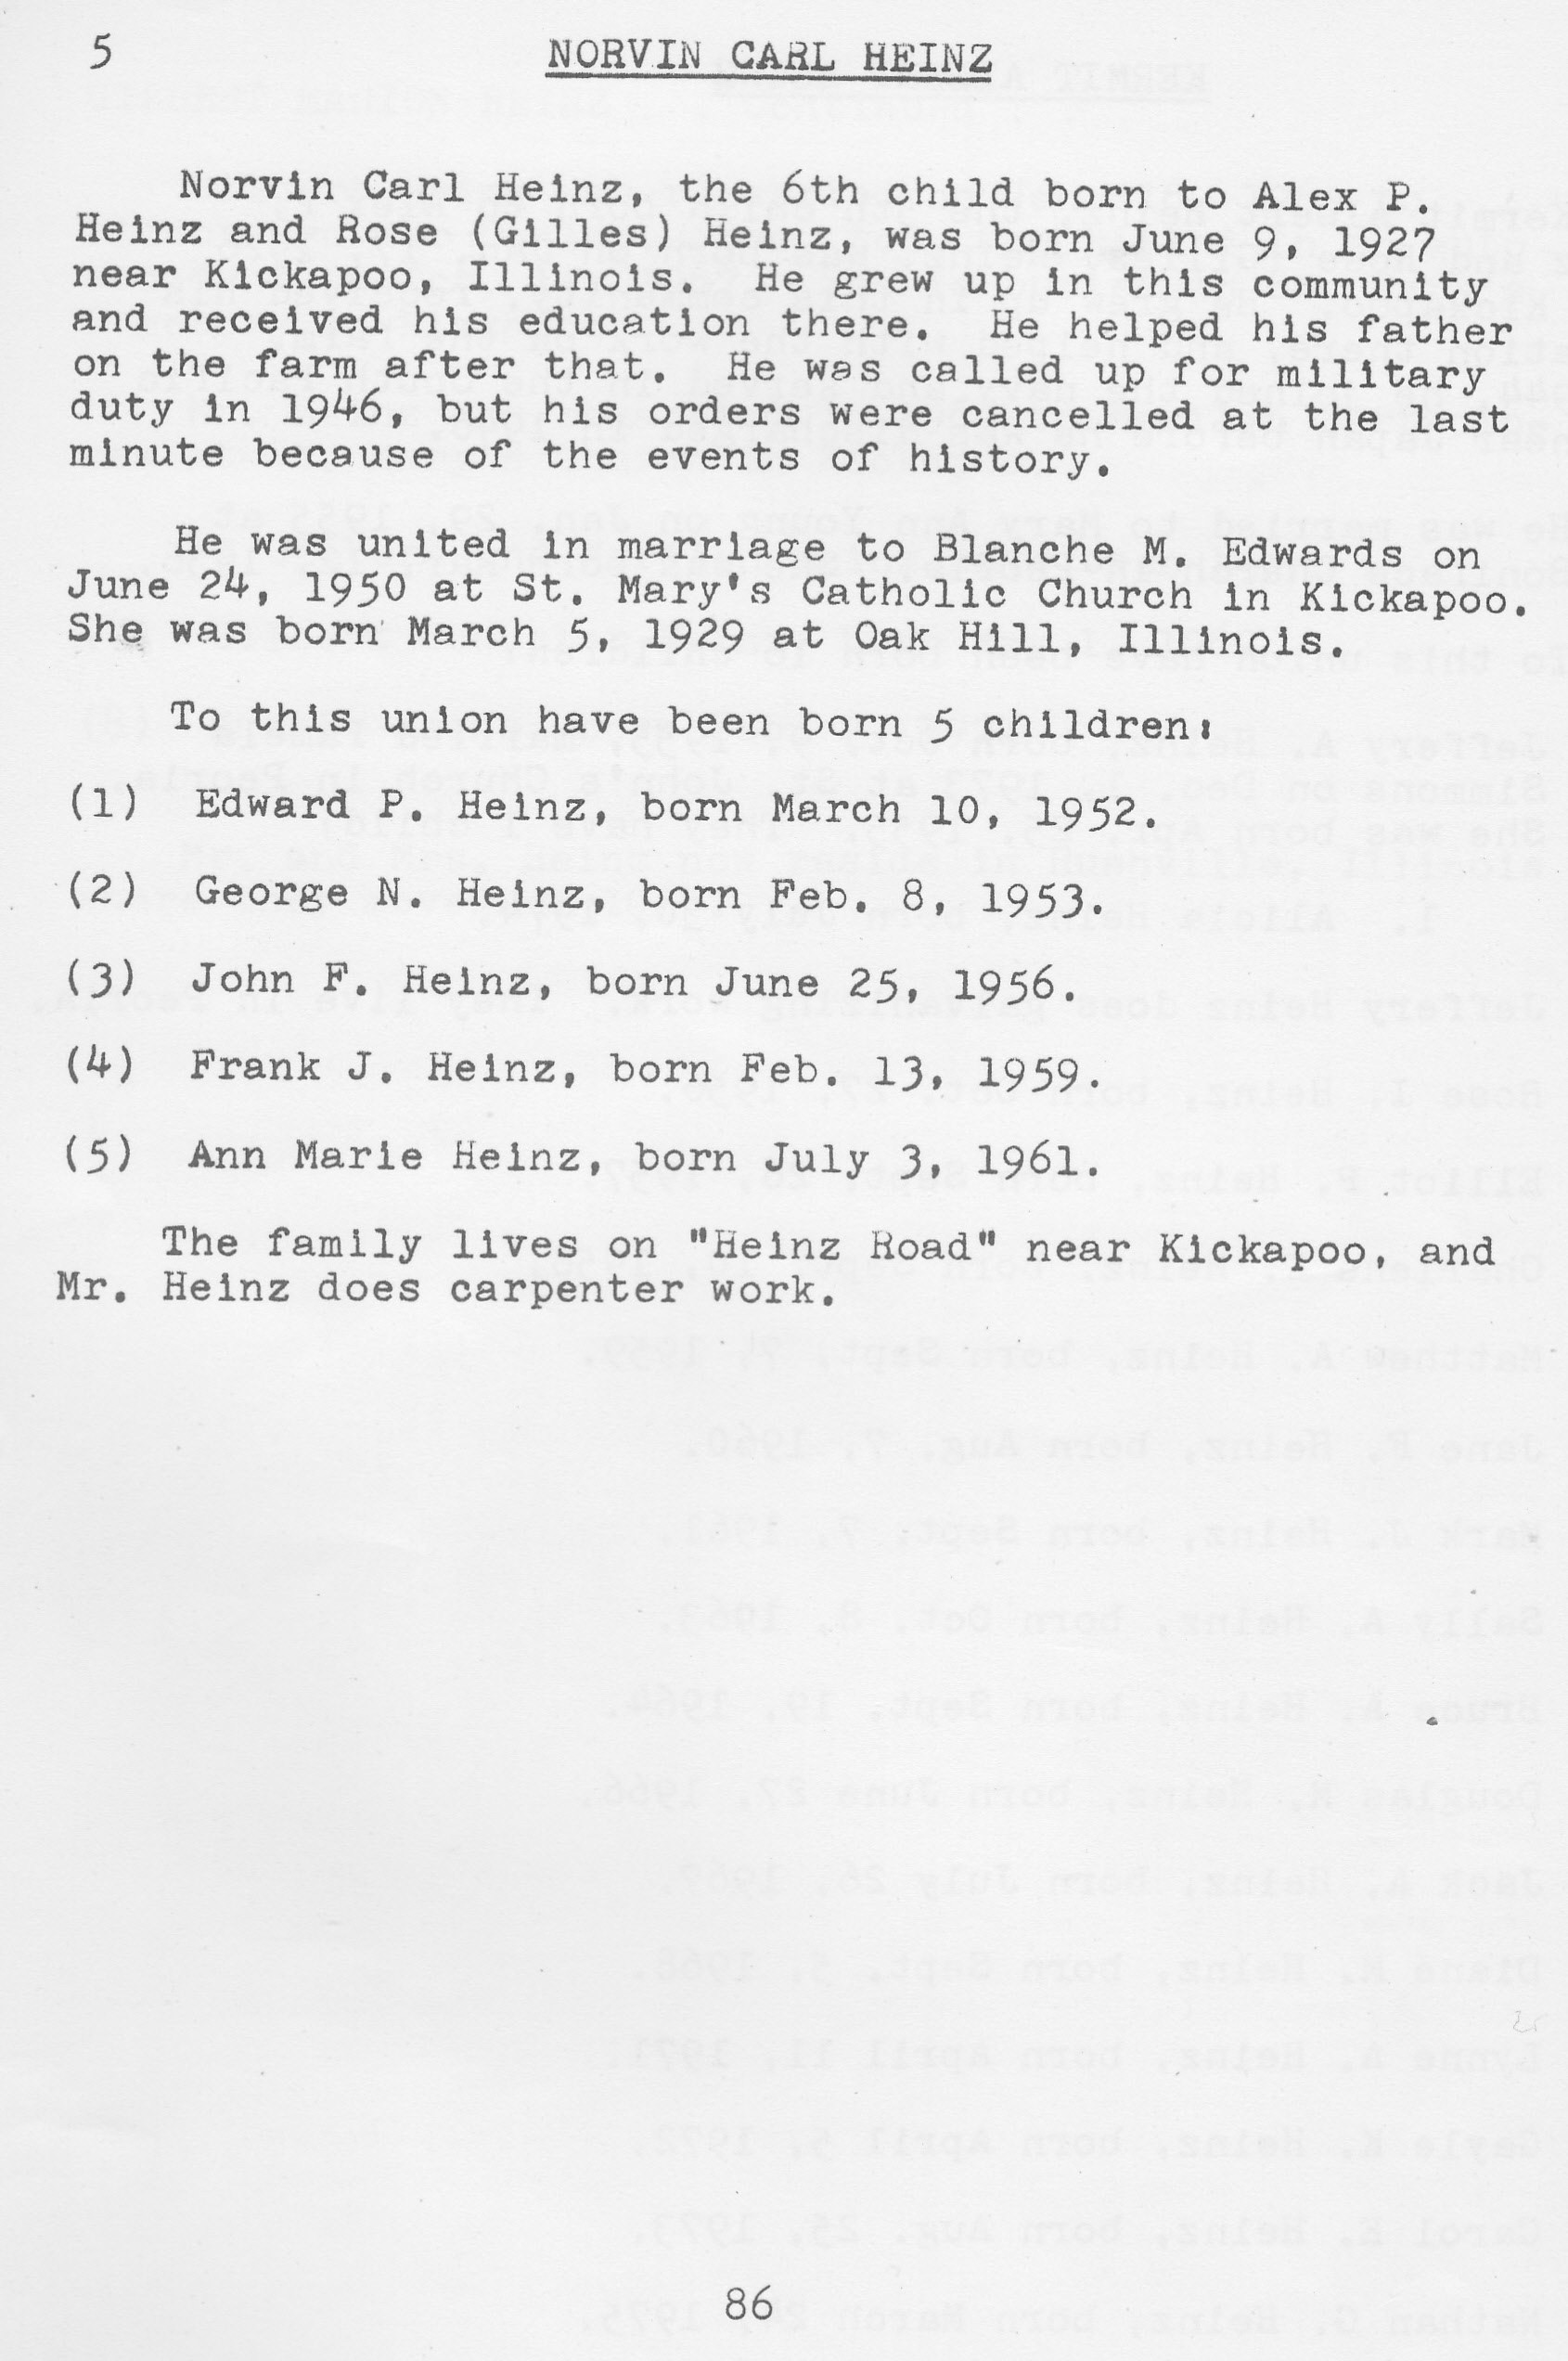 5 NORVIN CARL HEINZ
Norvin Carl Heinz, the 6th child born to Alex P.
Heinz and Rose (Gilles) Heinz, was born June 9, 1927
near Kickapoo, Illinois. He grew up in this community
and received his education there. He helped his father
on the farm after that. He was called up for military
duty in 1946, but his orders were cancelled at the last
minute because of the events of history.
He was united in marriage to Blanche M. Edwards on
June 24, 1950 at St. Mary's Catholic Church in Kickapoo.
She was born March 5, 1929 at Oak Hill, Illinois.
To this union have been born 5 children:
(1) Edward P. Heinz, born March 10, 1952.
(2) George N. Heinz, born Feb. 8, 1953.
(3) John F. Heinz, born June 25, 1956.
(4) Frank J. Heinz, born Feb. 13, 1959.
(5) Ann Marie Heinz, born July 3, 1961.
The family lives on "Heinz Road" near Kickapoo, and
Mr. Heinz does carpenter work.
86